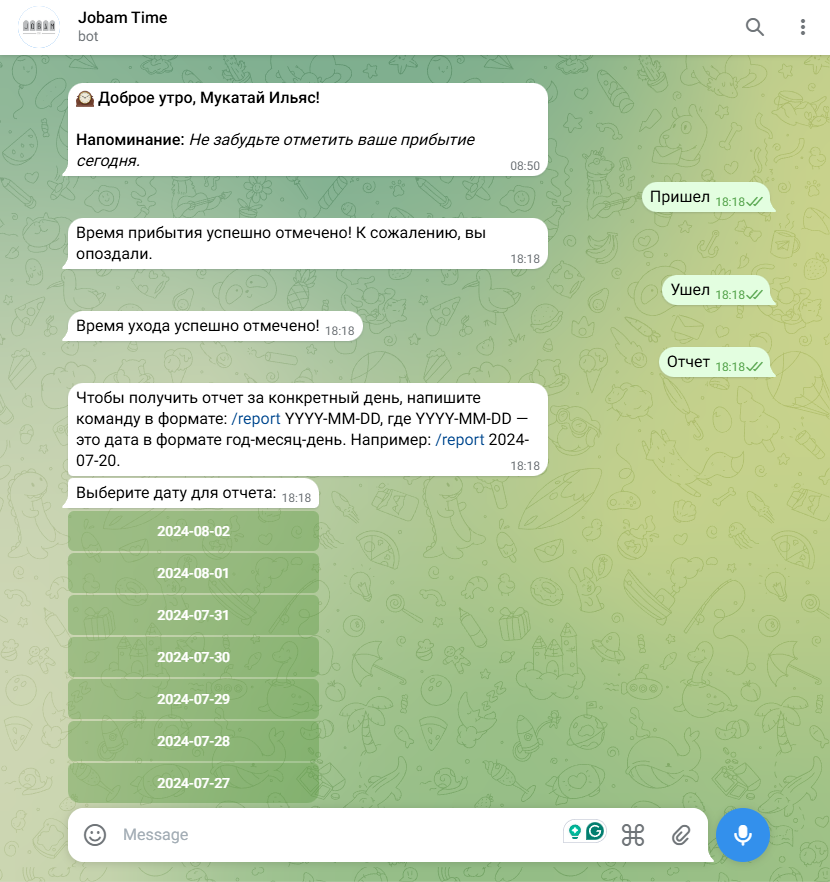 JOBAM
Jobam Time
bot
Доброе утро, Мукатай Ильяс!
Напоминание: Не забудьте отметить ваше прибытие
сегодня.
08:50
Пришел 18:18
Время прибытия успешно отмечено! К сожалению, вы
опоздали.
18:18
Ушел 18:18
Время ухода успешно отмечено! 18:18
Отчет 18:18
Чтобы получить отчет за конкретный день, напишите
команду в формате: /report YYYY-MM-DD, где YYYY-MM-DD —
это дата в формате год-месяц-день. Например: /report 2024-
07-20.
18:18
Выберите дату для отчета: 18:18
2024-08-02
2024-08-01
2024-07-31
2024-07-30
2024-07-29
2024-07-28
2024-07-27
Message